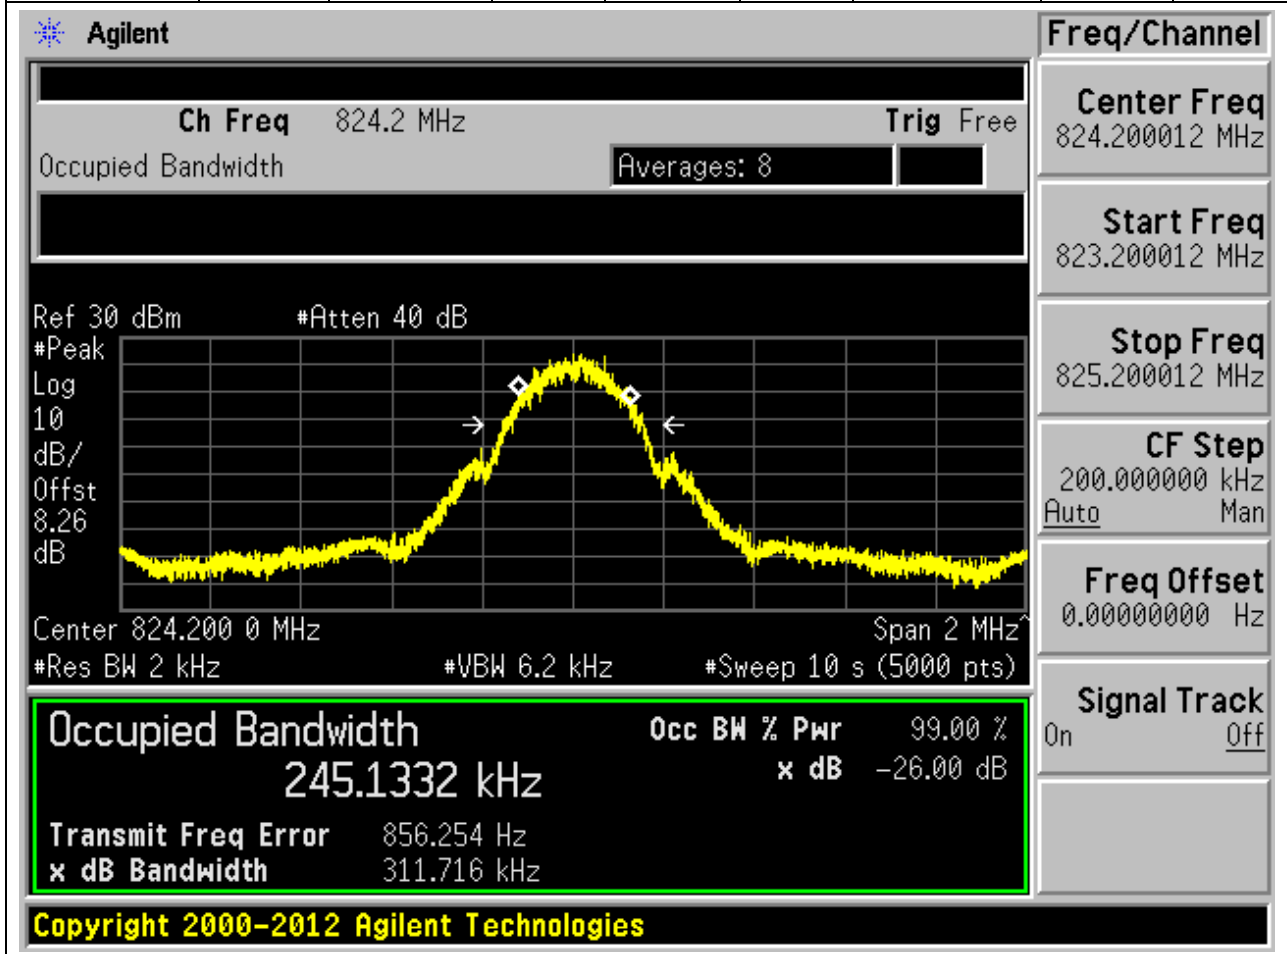 Agilent
Freq/Channel
Ch Freq 824.2 MHz Trig Free
Occupied Bandwidth Averages: 8
Center Freq
824.200012 MHz
Start Freq
823.200012 MHz
Stop Freq
825.200012 MHz
CF Step
200.000000 kHz
Auto Man
Freq Offset
0.00000000 Hz
Signal Track
On Off
Ref 30 dBm #Atten 40 dB
#Peak
Log
10
dB/
Offst
8.26
dB
Center 824.200 0 MHz Span 2 MHz^
#Res BW 2 kHz #VBW 6.2 kHz #Sweep 10 s (5000 pts)
Occupied Bandwidth Occ BW % Pwr 99.00 %
245.1332 kHz x dB -26.00 dB
Transmit Freq Error 856.254 Hz
x dB Bandwidth 311.716 kHz
Copyright 2000-2012 Agilent Technologies